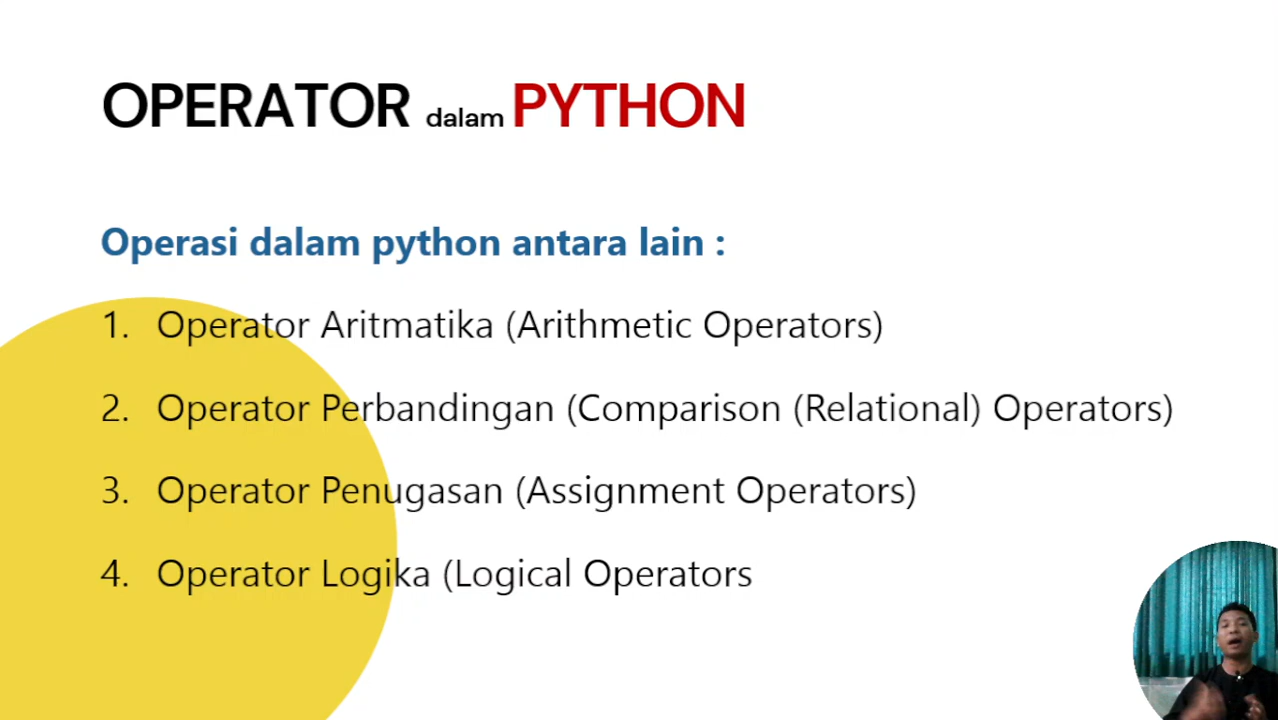 OPERATOR dalam PYTHON
Operasi dalam python antara lain :
1. Operator Aritmatika (Arithmetic Operators)
2. Operator Perbandingan (Comparison (Relational) Operators)
3. Operator Penugasan (Assignment Operators)
4. Operator Logika (Logical Operators